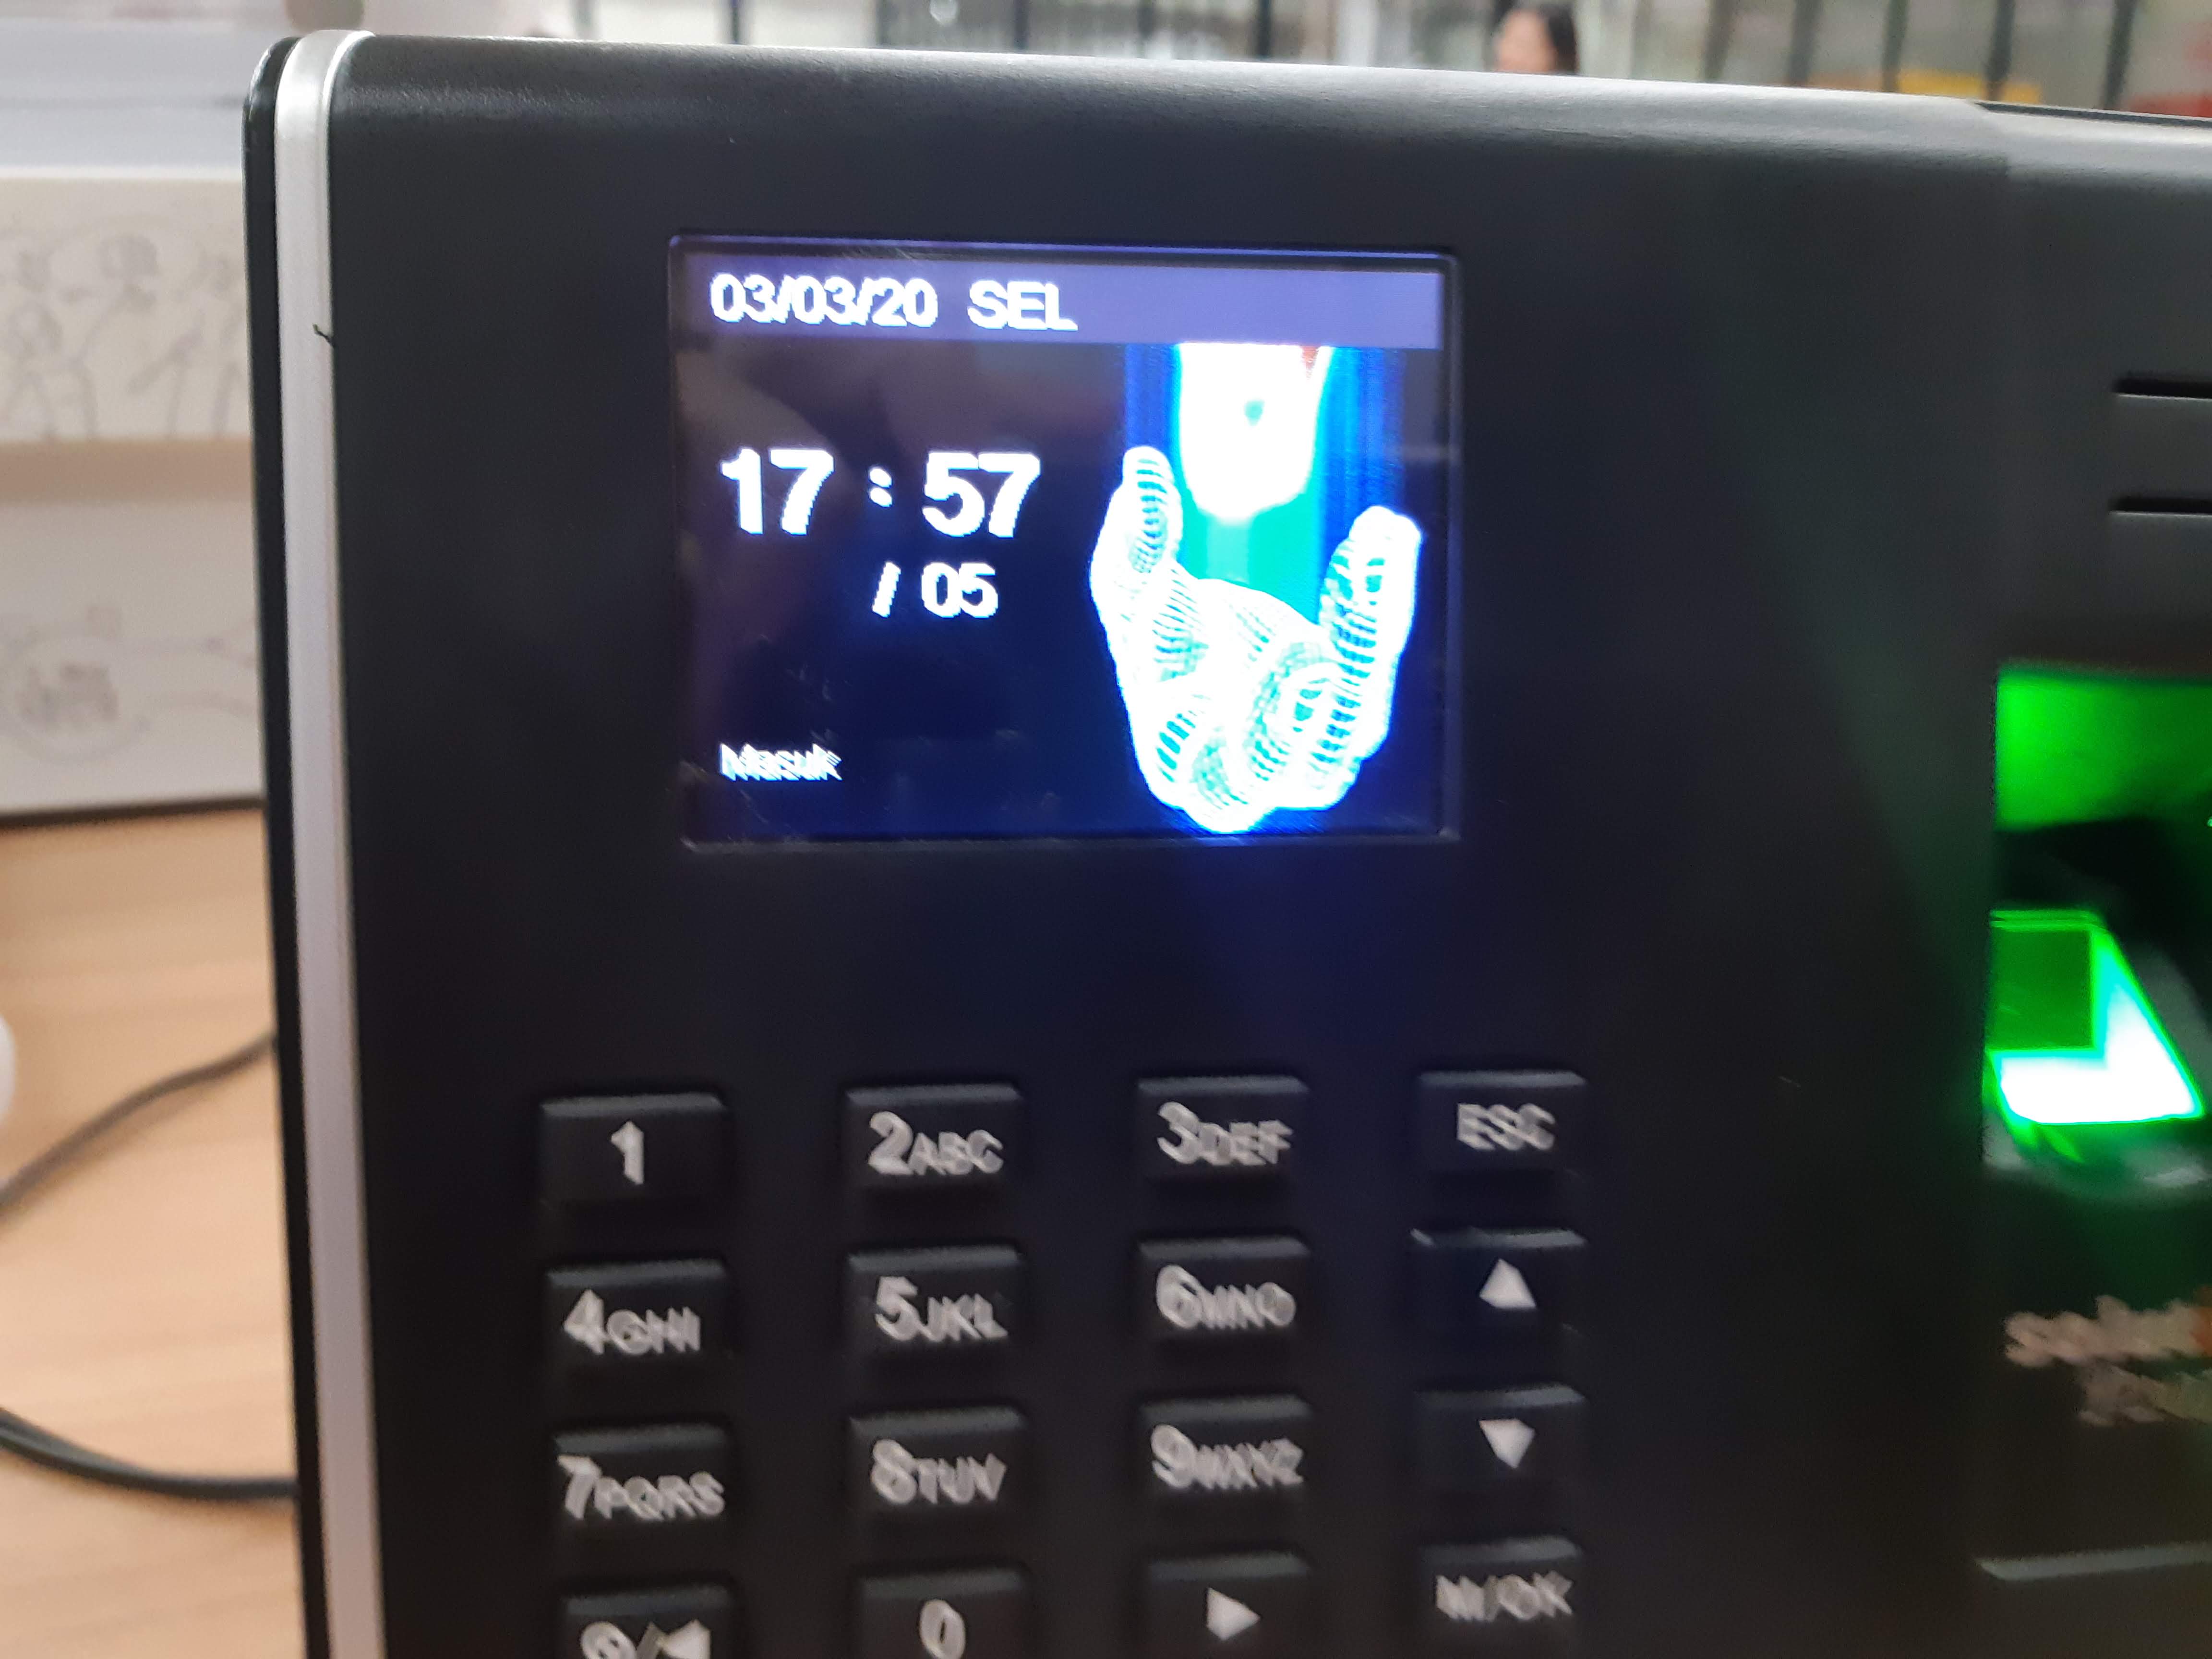 03/03/20 SEL
17 : 57
/ 05
Masuk
1 2ABC 3DEF ESC
4GHI 5JKL 6MNO ▲
7PQRS 8TUV 9WXYZ ▼
0 ► M/OK